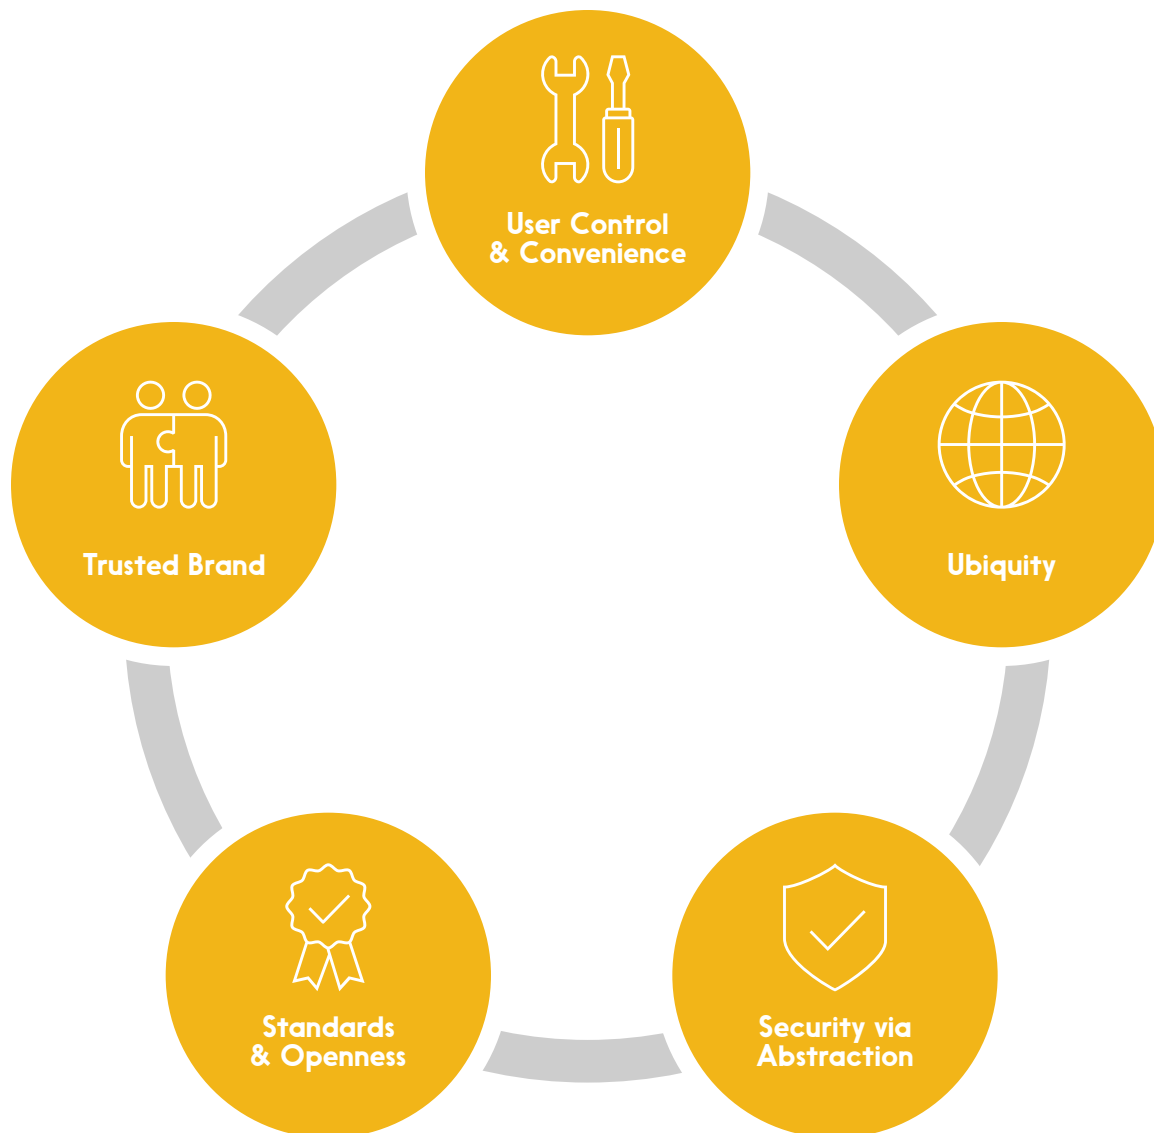 User Control
& Convenience
Trusted Brand
Ubiquity
Standards
& Openness
Security via
Abstraction